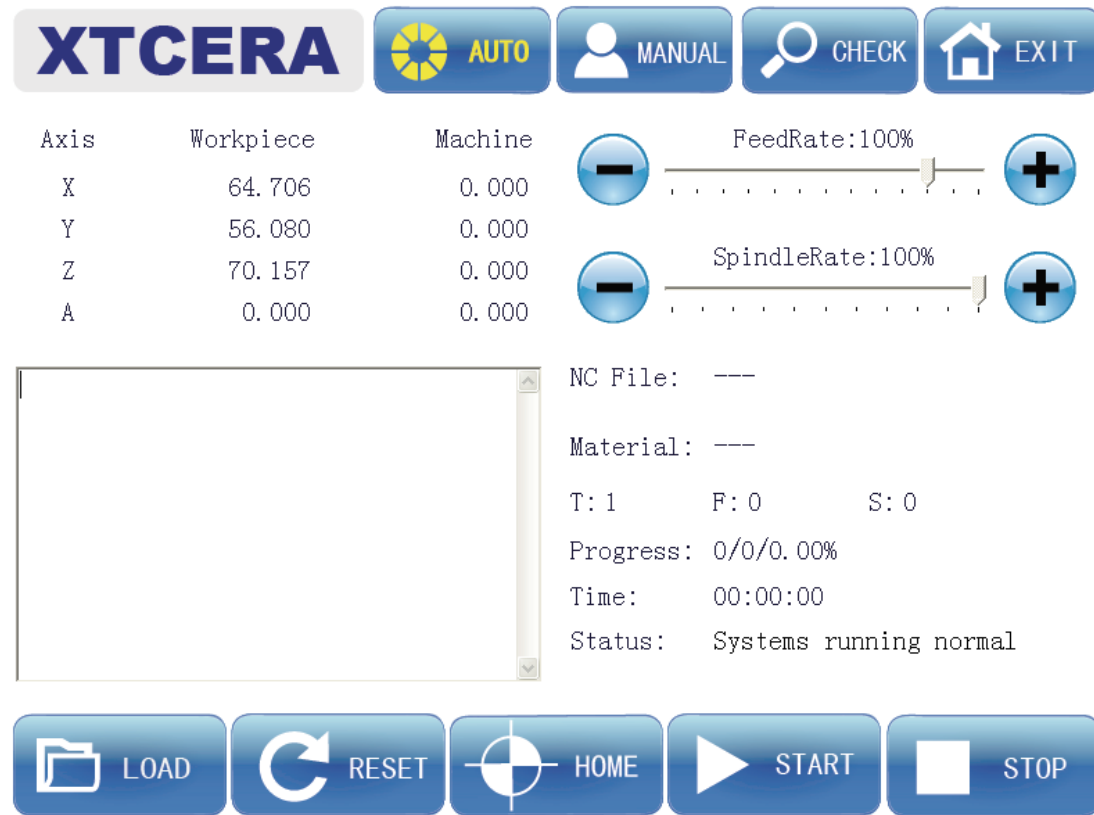 XTCERA AUTO MANUAL CHECK EXIT
Axis Workpiece Machine
X 64.706 0.000
Y 56.080 0.000
Z 70.157 0.000
A 0.000 0.000
FeedRate:100%
SpindleRate:100%
NC File: ---
Material: ---
T:1 F:0 S:0
Progress: 0/0/0.00%
Time: 00:00:00
Status: Systems running normal
LOAD RESET HOME START STOP